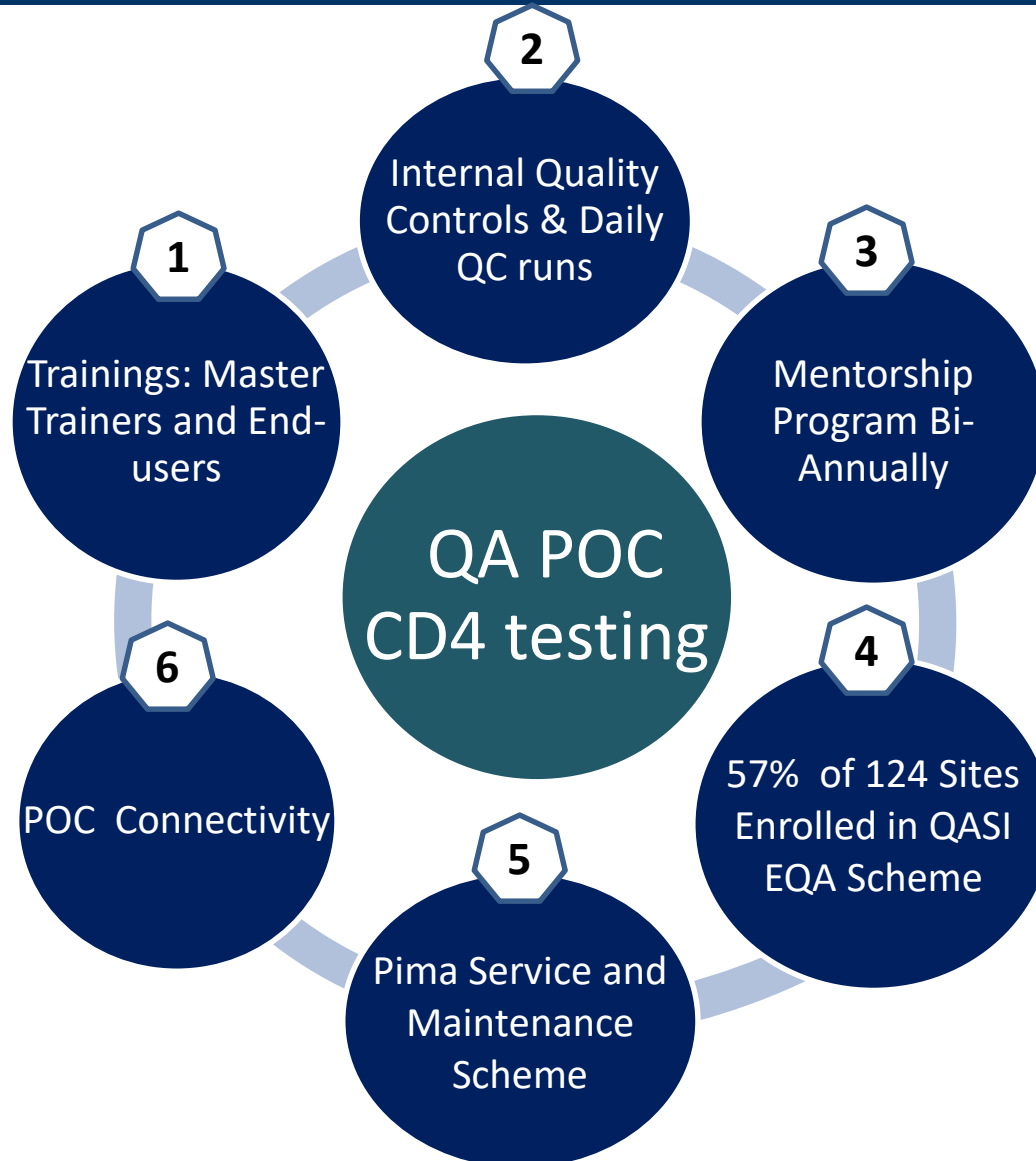 1
Trainings: Master
Trainers and End-
users
2
Internal Quality
Controls & Daily
QC runs
3
Mentorship
Program Bi-
Annually
4
57% of 124 Sites
Enrolled in QASI
EQA Scheme
5
Pima Service and
Maintenance
Scheme
6
POC Connectivity
QA POC
CD4 testing